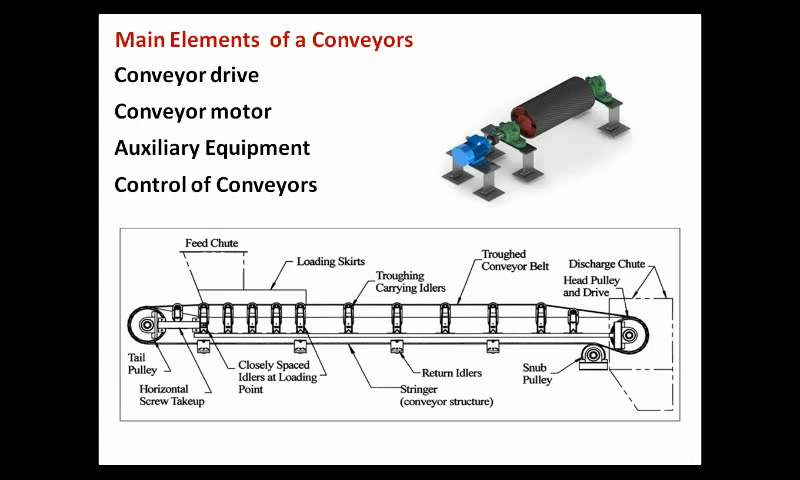 Main Elements of a Conveyors
Conveyor drive
Conveyor motor
Auxiliary Equipment
Control of Conveyors
Feed Chute
Loading Skirts
Troughing
Carrying Idlers
Troughed
Conveyor Belt
Discharge Chute
Head Pulley
and Drive
Tail
Pulley
Horizontal
Screw Takeup
Closely Spaced
Idlers at Loading
Point
Return Idlers
Stringer
(conveyor structure)
Snub
Pulley